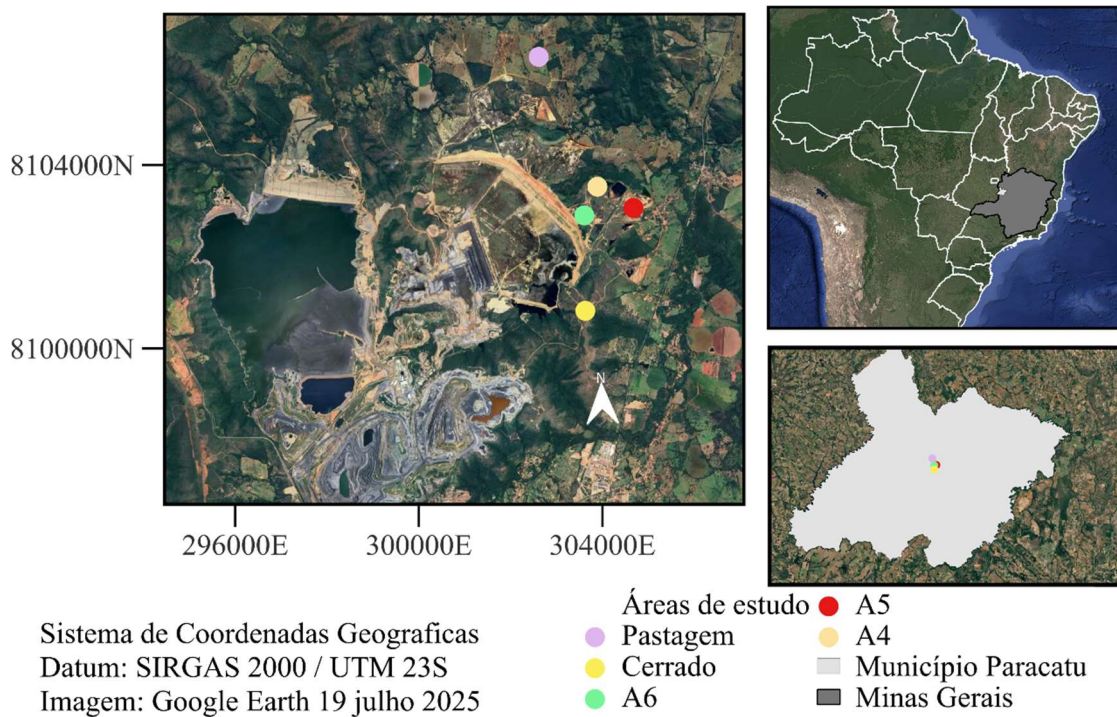 8104000N
8100000N
N
296000E
300000E
304000E
Sistema de Coordenadas Geograficas
Datum: SIRGAS 2000 / UTM 23S
Imagem: Google Earth 19 julho 2025
Áreas de estudo
Pastagem
Cerrado
A6
A5
A4
Município Paracatu
Minas Gerais